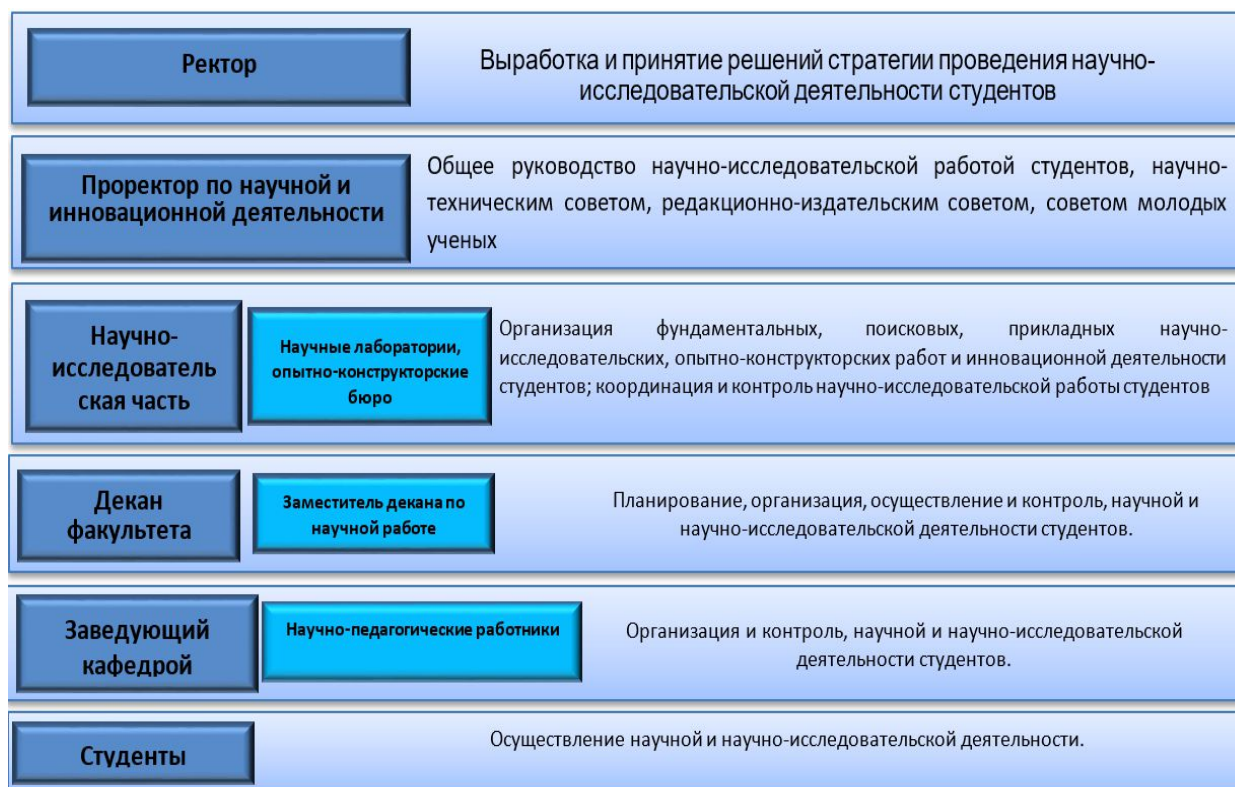 Ректор
Выработка и принятие решений стратегии проведения научно-
исследовательской деятельности студентов
Проректор по научной и
инновационной деятельности
Общее руководство научно-исследовательской работой студентов, научно-
техническим советом, редакционно-издательским советом, советом молодых
ученых
Научно-
исследователь
ская часть
Научные лаборатории,
опытно-конструкторские
бюро
Организация фундаментальных, поисковых, прикладных научно-
исследовательских, опытно-конструкторских работ и инновационной деятельности
студентов; координация и контроль научно-исследовательской работы студентов
Декан
факультета
Заместитель декана по
научной работе
Планирование, организация, осуществление и контроль, научной и
научно-исследовательской деятельности студентов.
Заведующий
кафедрой
Научно-педагогические работники
Организация и контроль, научной и научно-исследовательской
деятельности студентов.
Студенты
Осуществление научной и научно-исследовательской деятельности.